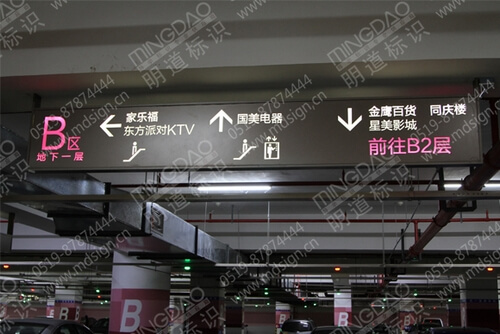 B区
地下一层
← 家乐福
东方派对KTV
↑ 国美电器
↓ 金鹰百货 同庆楼
星美影城
前往B2层
MINGDAO
明道标识
0519-87874444
www.mdsign.cn
B
B